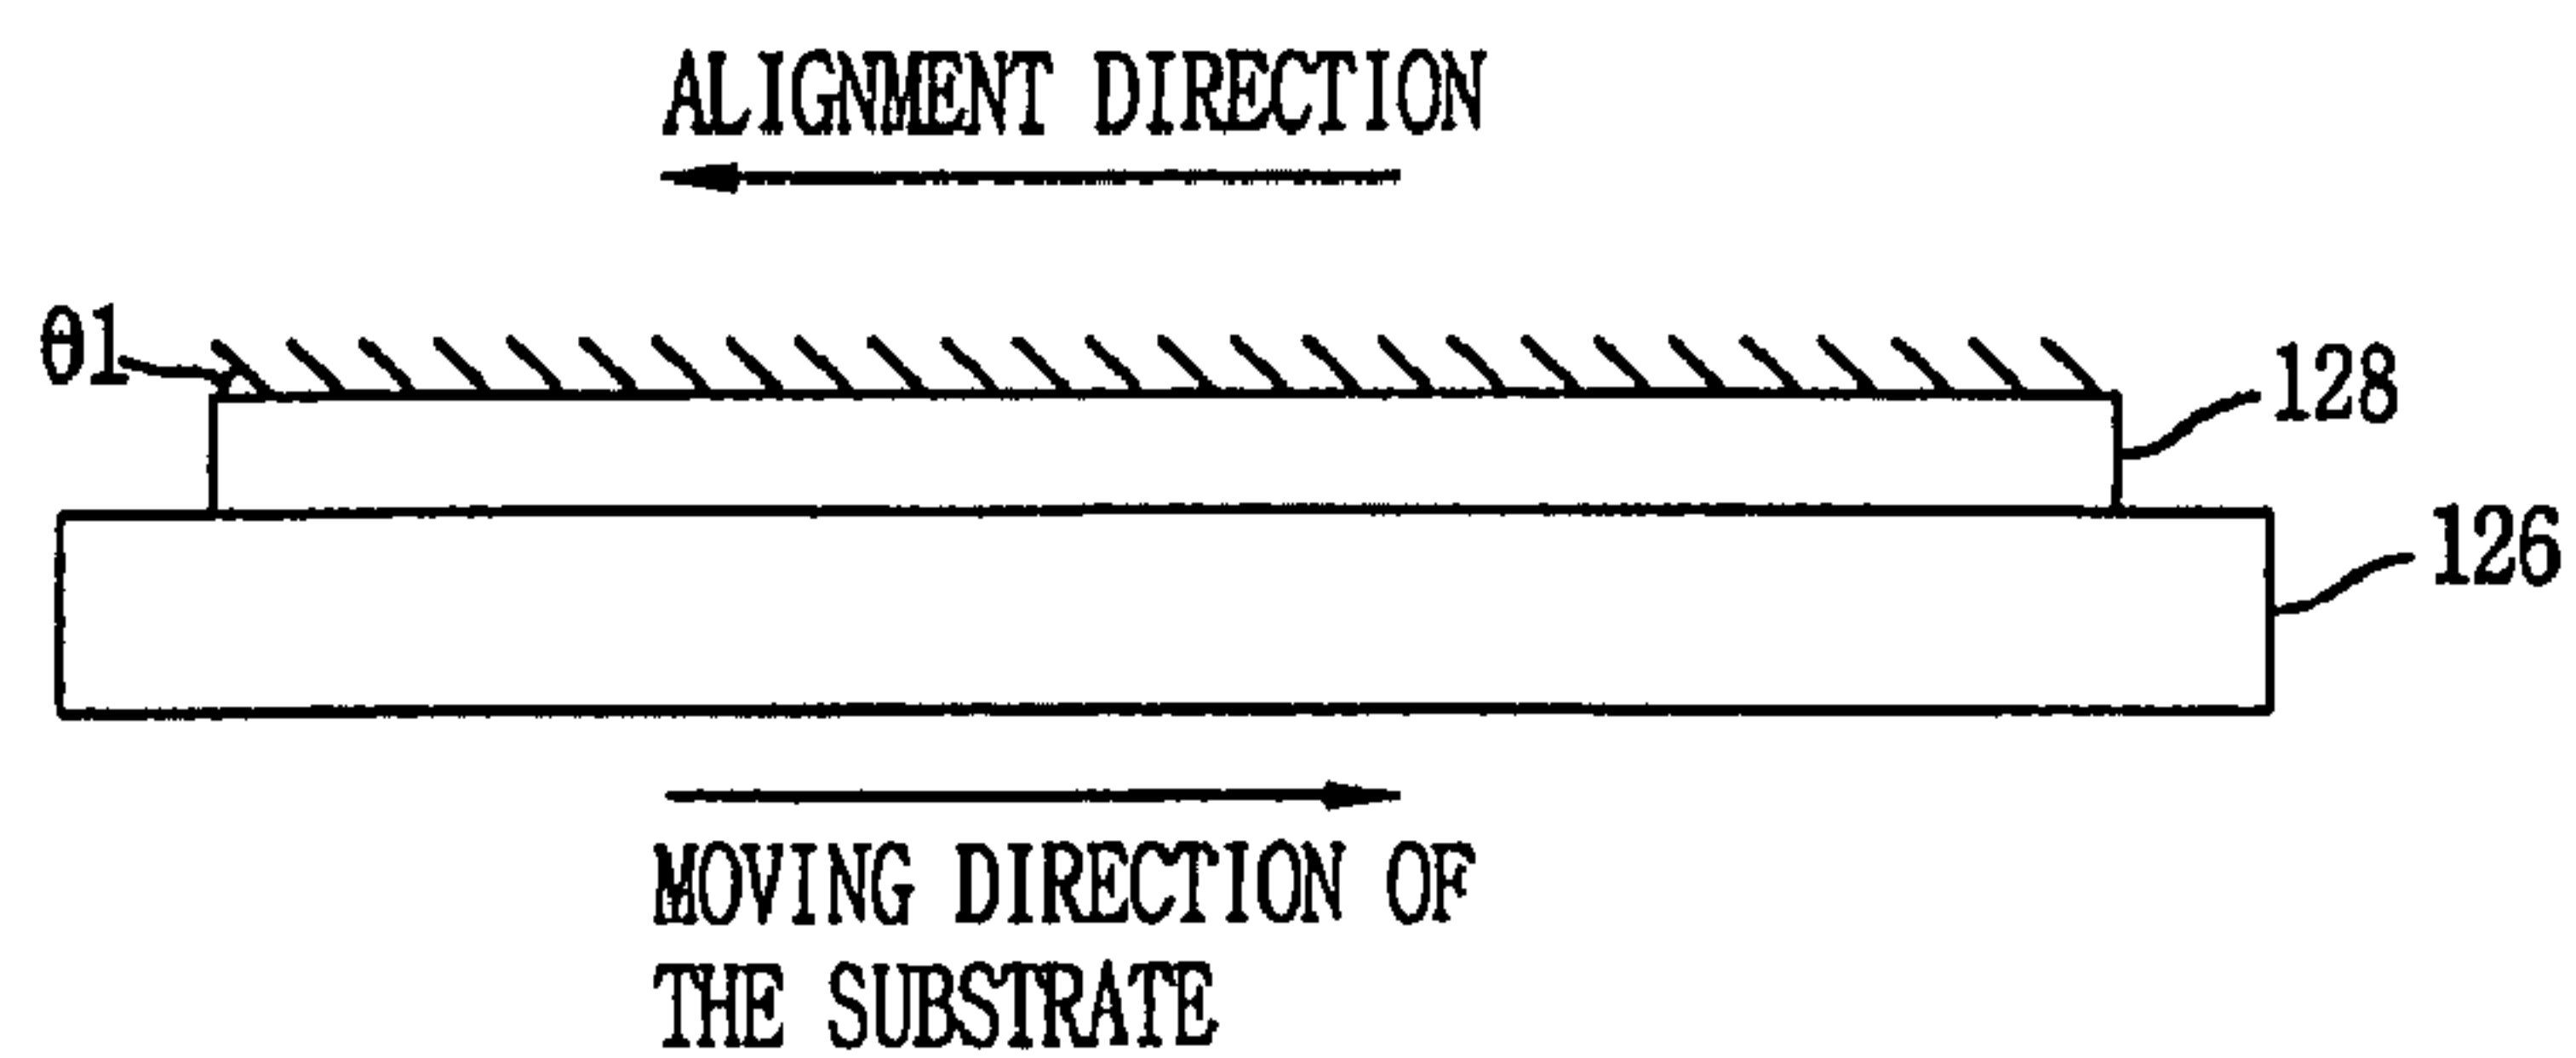 ALIGNMENT DIRECTION
θ1
128
126
MOVING DIRECTION OF
THE SUBSTRATE